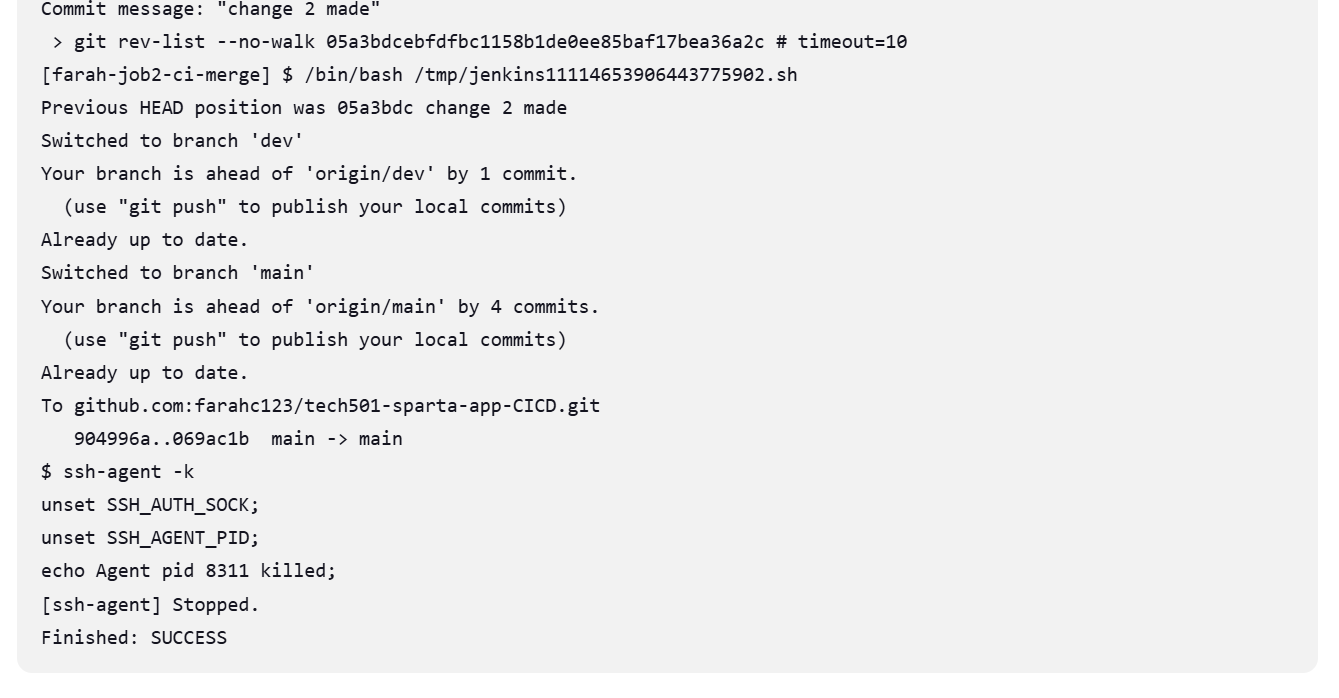 Commit message: "change 2 made"
> git rev-list --no-walk 05a3bdcebfdfbc1158b1de0ee85baf17bea36a2c # timeout=10
[farah-job2-ci-merge] $ /bin/bash /tmp/jenkins11114653906443775902.sh
Previous HEAD position was 05a3bdc change 2 made
Switched to branch 'dev'
Your branch is ahead of 'origin/dev' by 1 commit.
(use "git push" to publish your local commits)
Already up to date.
Switched to branch 'main'
Your branch is ahead of 'origin/main' by 4 commits.
(use "git push" to publish your local commits)
Already up to date.
To github.com:farahc123/tech501-sparta-app-CICD.git
904996a..069ac1b  main -> main
$ ssh-agent -k
unset SSH_AUTH_SOCK;
unset SSH_AGENT_PID;
echo Agent pid 8311 killed;
[ssh-agent] Stopped.
Finished: SUCCESS